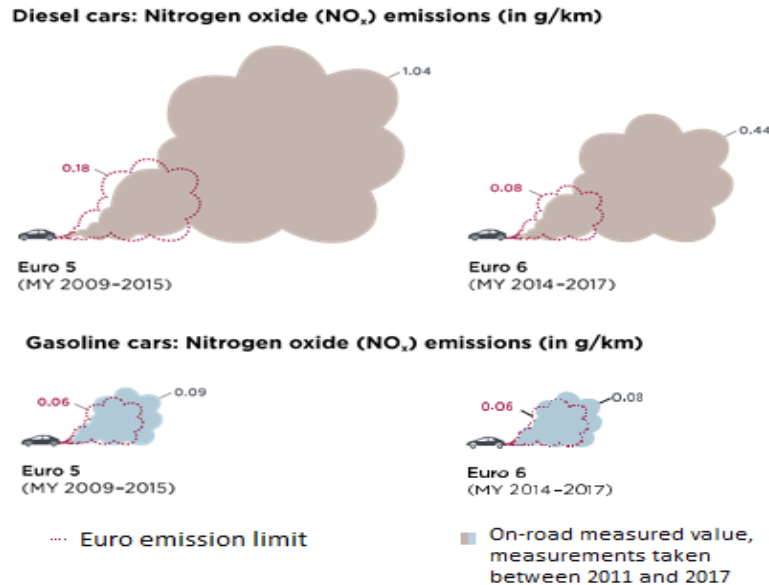 Diesel cars: Nitrogen oxide (NOx) emissions (in g/km)
1.04
0.18
0.44
0.08
Euro 5
(MY 2009–2015)
Euro 6
(MY 2014–2017)
Gasoline cars: Nitrogen oxide (NOx) emissions (in g/km)
0.06
0.09
0.06
0.08
Euro 5
(MY 2009–2015)
Euro 6
(MY 2014–2017)
Euro emission limit
On-road measured value,
measurements taken
between 2011 and 2017